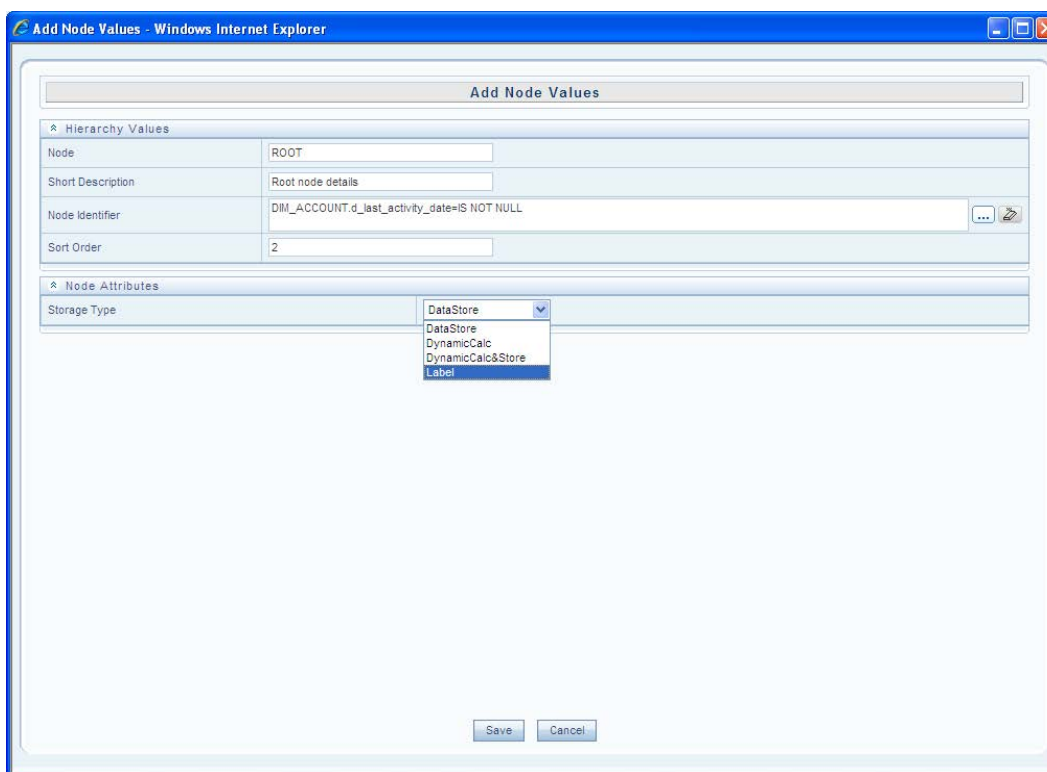 Add Node Values - Windows Internet Explorer
Add Node Values
Hierarchy Values
Node ROOT
Short Description Root node details
Node Identifier DIM_ACCOUNT.d_last_activity_date=IS NOT NULL ...
Sort Order 2
Node Attributes
Storage Type DataStore
DataStore
DynamicCalc
DynamicCalc&Store
Label
Save Cancel